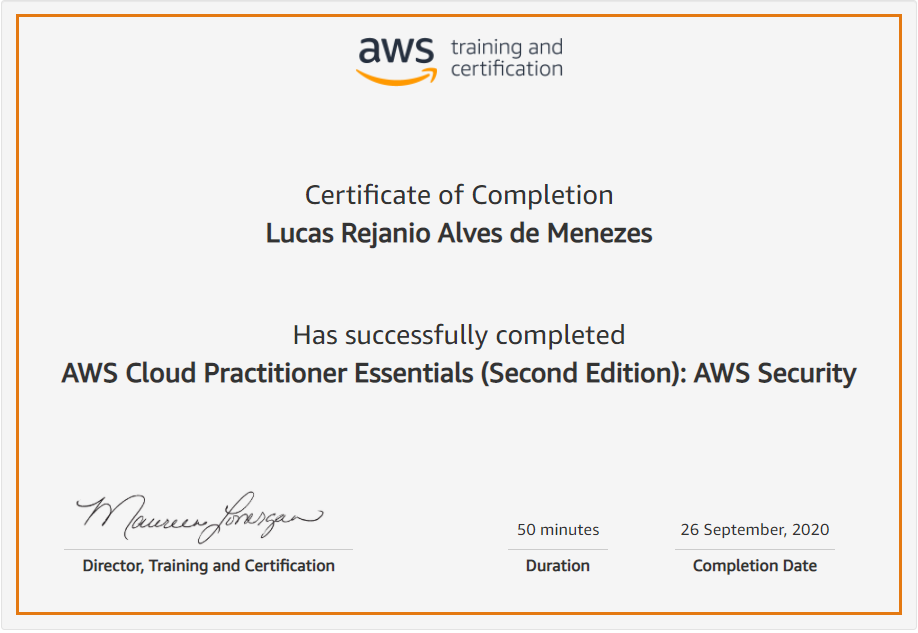 aws training and
certification
Certificate of Completion
Lucas Rejanio Alves de Menezes
Has successfully completed
AWS Cloud Practitioner Essentials (Second Edition): AWS Security
Maureen Lonergan
Director, Training and Certification
50 minutes
Duration
26 September, 2020
Completion Date